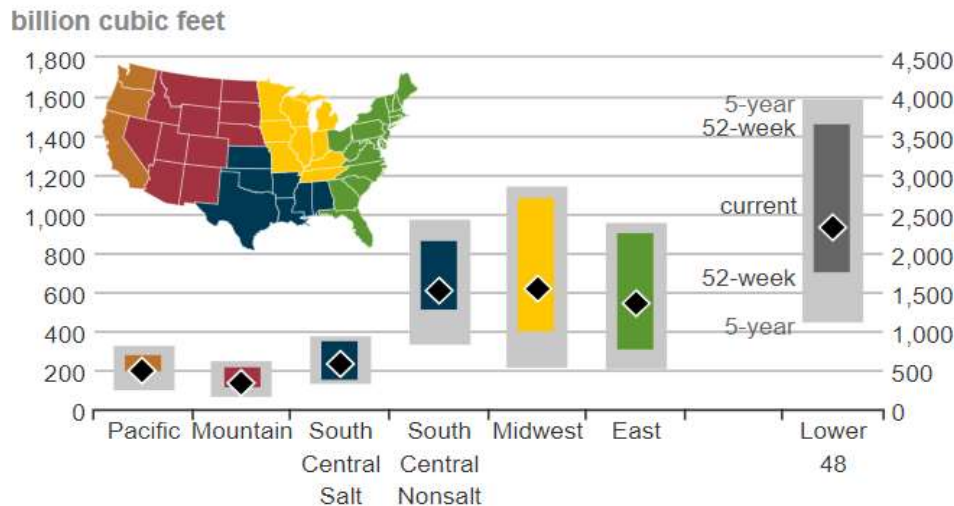 billion cubic feet
1,800
1,600
1,400
1,200
1,000
800
600
400
200
0
4,500
4,000
3,500
3,000
2,500
2,000
1,500
1,000
500
0
5-year
52-week
current
52-week
5-year
Pacific
Mountain
South
Central
Salt
South
Central
Nonsalt
Midwest
East
Lower
48